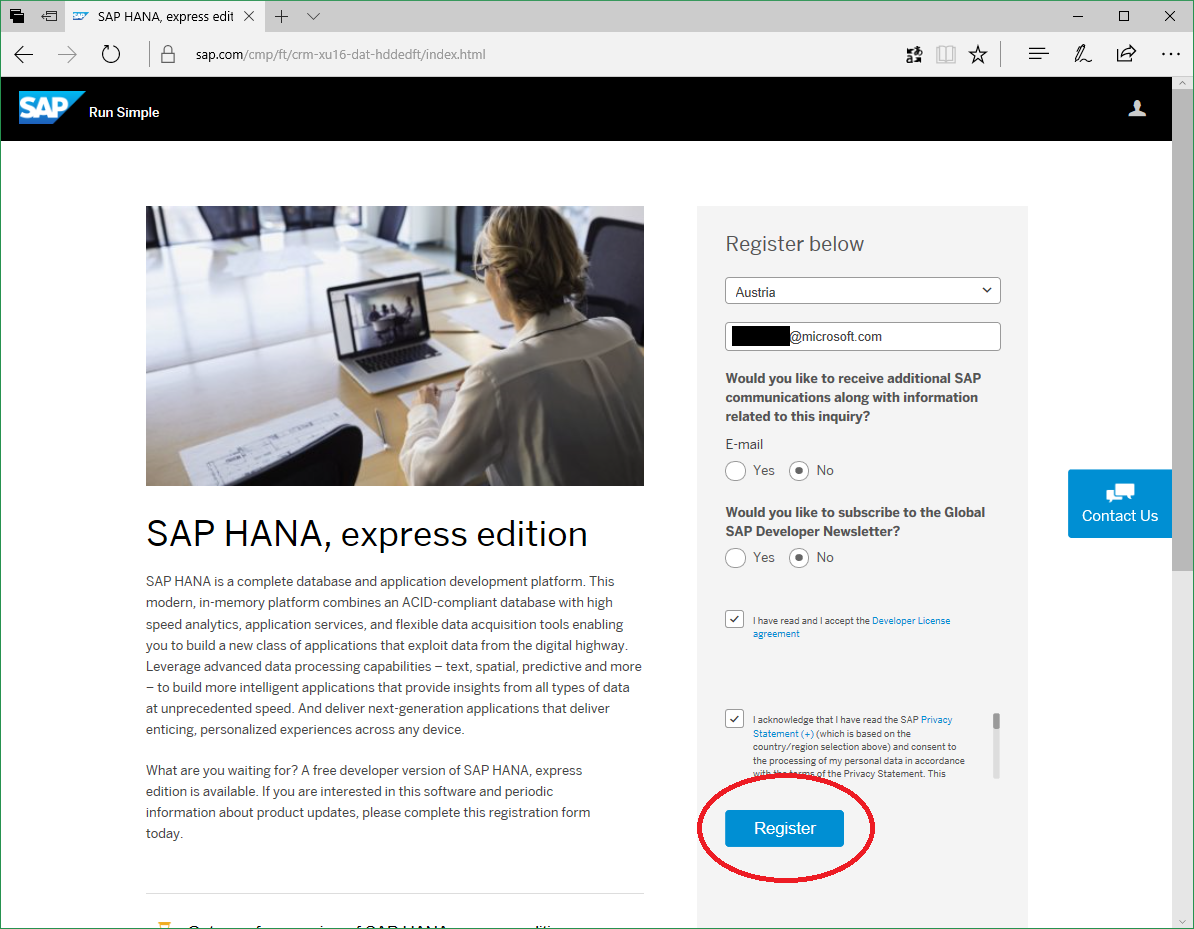 SAP HANA, express edit
sap.com/cmp/ft/crm-xu16-dat-hddedft/index.html
SAP Run Simple
SAP HANA, express edition
SAP HANA is a complete database and application development platform. This
modern, in-memory platform combines an ACID-compliant database with high
speed analytics, application services, and flexible data acquisition tools enabling
you to build a new class of applications that exploit data from the digital highway.
Leverage advanced data processing capabilities – text, spatial, predictive and more
– to build more intelligent applications that provide insights from all types of data
at unprecedented speed. And deliver next-generation applications that deliver
enticing, personalized experiences across any device.
What are you waiting for? A free developer version of SAP HANA, express
edition is available. If you are interested in this software and periodic
information about product updates, please complete this registration form
today.
Register below
Austria
@microsoft.com
Would you like to receive additional SAP
communications along with information
related to this inquiry?
E-mail
Yes No
Would you like to subscribe to the Global
SAP Developer Newsletter?
Yes No
I have read and I accept the Developer License
agreement
I acknowledge that I have read the SAP Privacy
Statement (+) (which is based on the
country/region selection above) and consent to
the processing of my personal data in accordance
with the terms of the Privacy Statement. This
Register
Contact Us